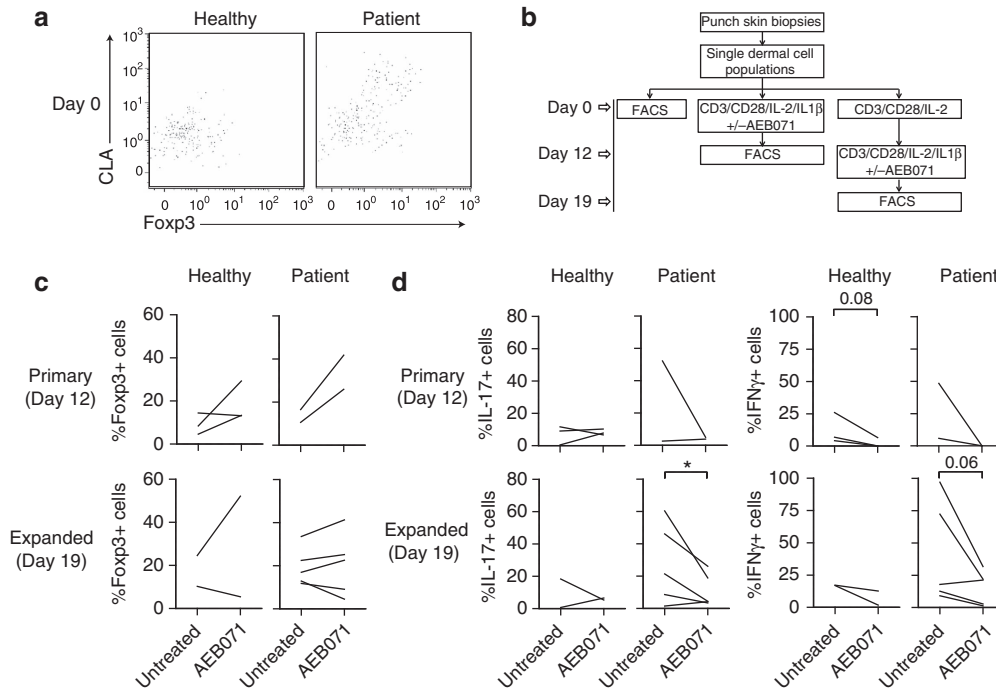 a
Healthy
Patient
CLA
Day 0
10³
10²
10¹
10⁰
0
0 10⁰ 10¹ 10² 10³
0 10⁰ 10¹ 10² 10³
Foxp3
b
Punch skin biopsies
Single dermal cell
populations
Day 0
FACS
CD3/CD28/IL-2/IL1β
+/–AEB071
CD3/CD28/IL-2
Day 12
FACS
CD3/CD28/IL-2/IL1β
+/–AEB071
Day 19
FACS
c
Healthy
Patient
Primary
(Day 12)
%Foxp3+ cells
60
40
20
0
Expanded
(Day 19)
%Foxp3+ cells
60
40
20
0
Untreated
AEB071
Untreated
AEB071
d
Healthy
Patient
Healthy
Patient
Primary
(Day 12)
%IL-17+ cells
80
60
40
20
0
%IFNγ+ cells
100
75
50
25
0
0.08
Expanded
(Day 19)
%IL-17+ cells
80
60
40
20
0
*
%IFNγ+ cells
100
75
50
25
0
0.06
Untreated
AEB071
Untreated
AEB071
Untreated
AEB071
Untreated
AEB071